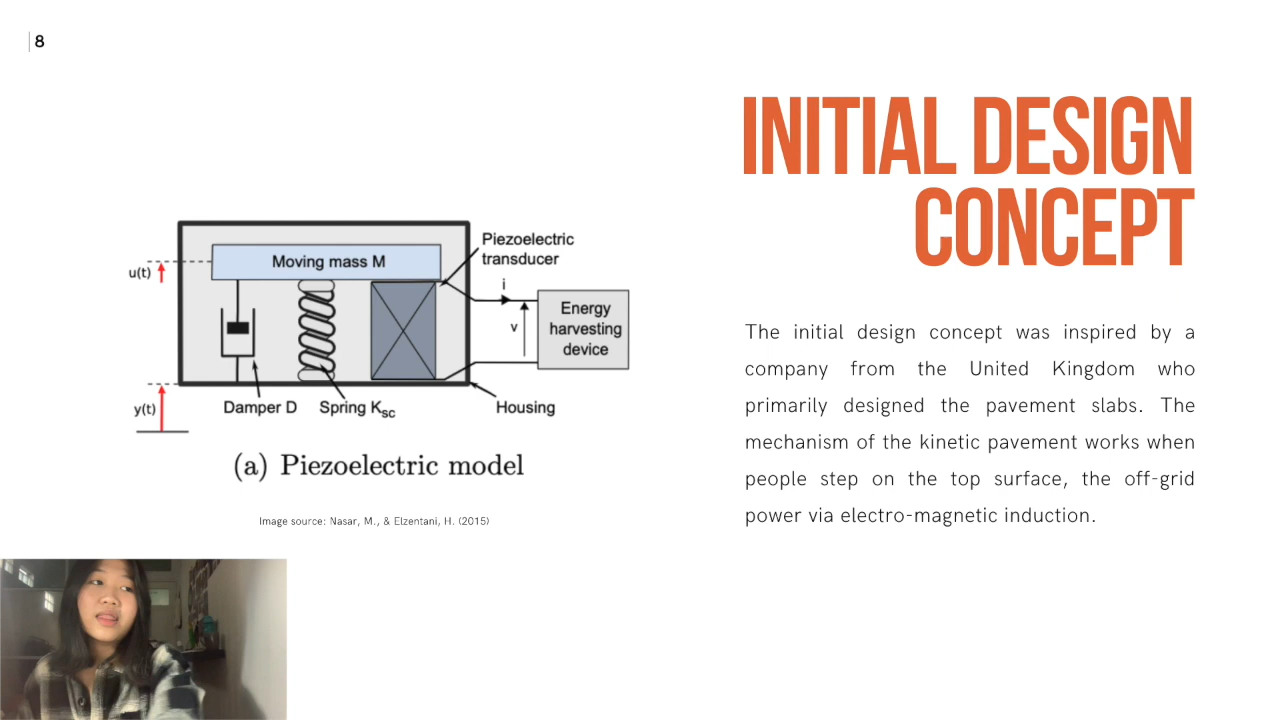 8
INITIAL DESIGN
CONCEPT
Piezoelectric
transducer
Moving mass M
u(t)
i
v
Energy
harvesting
device
y(t)
Damper D
Spring Ksc
Housing
(a) Piezoelectric model
Image source: Nasar, M., & Elzentani, H. (2015)
The initial design concept was inspired by a
company from the United Kingdom who
primarily designed the pavement slabs. The
mechanism of the kinetic pavement works when
people step on the top surface, the off-grid
power via electro-magnetic induction.